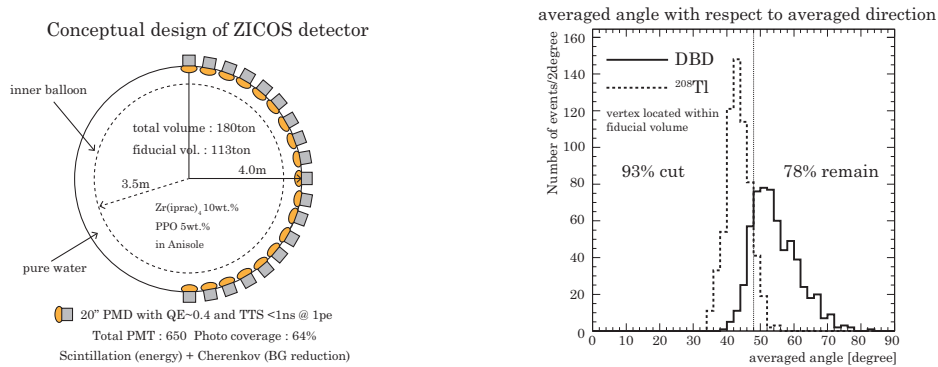 Conceptual design of ZICOS detector
inner balloon
total volume : 180ton
fiducial vol. : 113ton
4.0m
3.5m
Zr(iprac)4 10wt.%
PPO 5wt.%
in Anisole
pure water
20" PMD with QE~0.4 and TTS <1ns @ 1pe
Total PMT : 650 Photo coverage : 64%
Scintillation (energy) + Cherenkov (BG reduction)
averaged angle with respect to averaged direction
Number of events/2degree
160
140
120
100
80
60
40
20
0
DBD
208Tl
vertex located within
fiducial volume
93% cut
78% remain
0 10 20 30 40 50 60 70 80 90
averaged angle [degree]